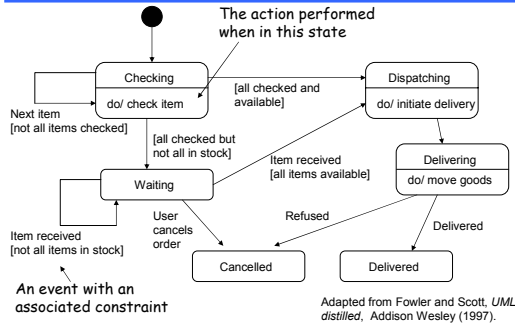 The action performed
when in this state
Checking
do/ check item
Dispatching
do/ initiate delivery
[all checked and
available]
Next item
[not all items checked]
[all checked but
not all in stock]
Item received
[all items available]
Delivering
do/ move goods
Waiting
User
cancels
order
Refused
Delivered
Item received
[not all items in stock]
Cancelled
Delivered
An event with an
associated constraint
Adapted from Fowler and Scott, UML
distilled, Addison Wesley (1997).